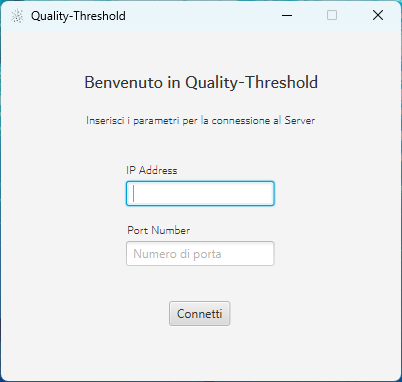 Quality-Threshold
Benvenuto in Quality-Threshold
Inserisci i parametri per la connessione al Server
IP Address
Port Number
Numero di porta
Connetti